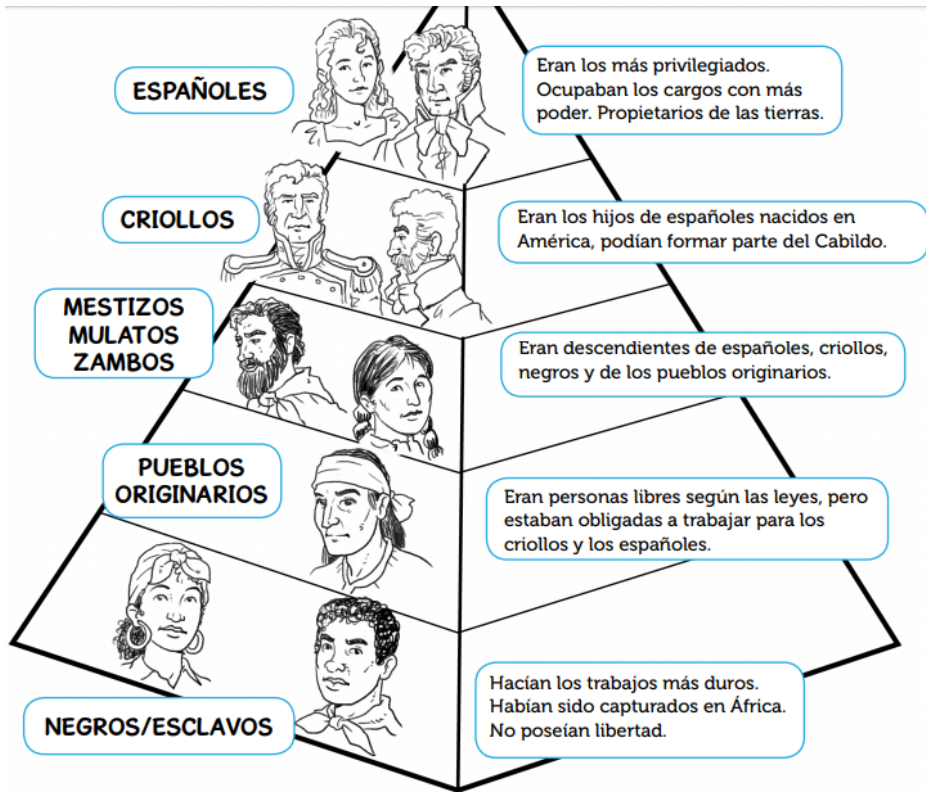 ESPAÑOLES
Eran los más privilegiados.
Ocupaban los cargos con más
poder. Propietarios de las tierras.
CRIOLLOS
Eran los hijos de españoles nacidos en
América, podían formar parte del Cabildo.
MESTIZOS
MULATOS
ZAMBOS
Eran descendientes de españoles, criollos,
negros y de los pueblos originarios.
PUEBLOS
ORIGINARIOS
Eran personas libres según las leyes, pero
estaban obligadas a trabajar para los
criollos y los españoles.
NEGROS/ESCLAVOS
Hacían los trabajos más duros.
Habían sido capturados en África.
No poseían libertad.